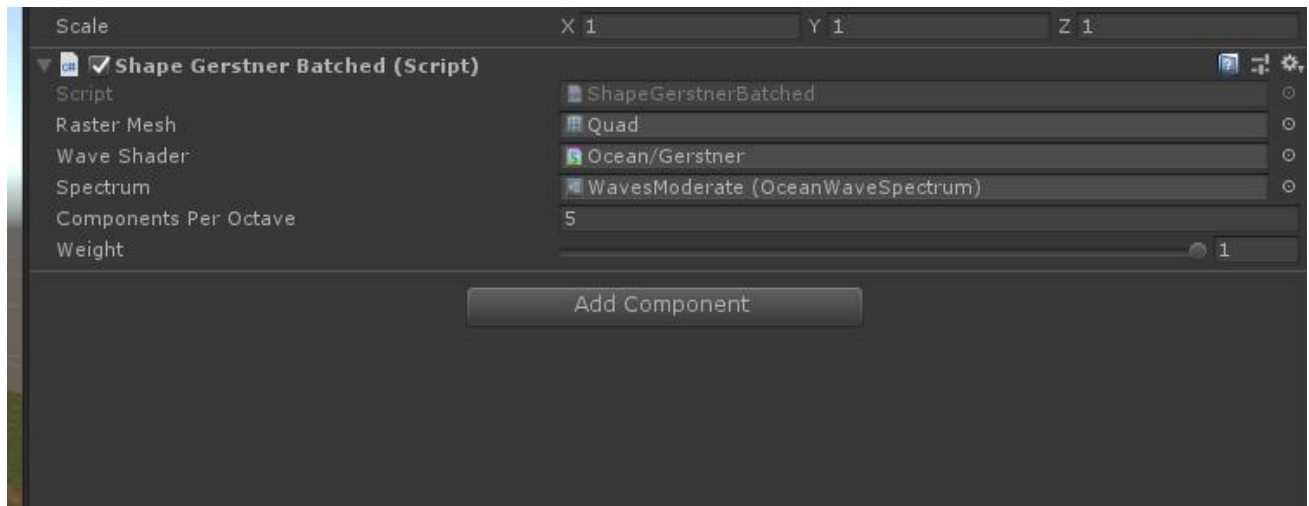 Scale X 1 Y 1 Z 1
c# Shape Gerstner Batched (Script)
Script ShapeGerstnerBatched
Raster Mesh Quad
Wave Shader Ocean/Gerstner
Spectrum WavesModerate (OceanWaveSpectrum)
Components Per Octave 5
Weight 1
Add Component